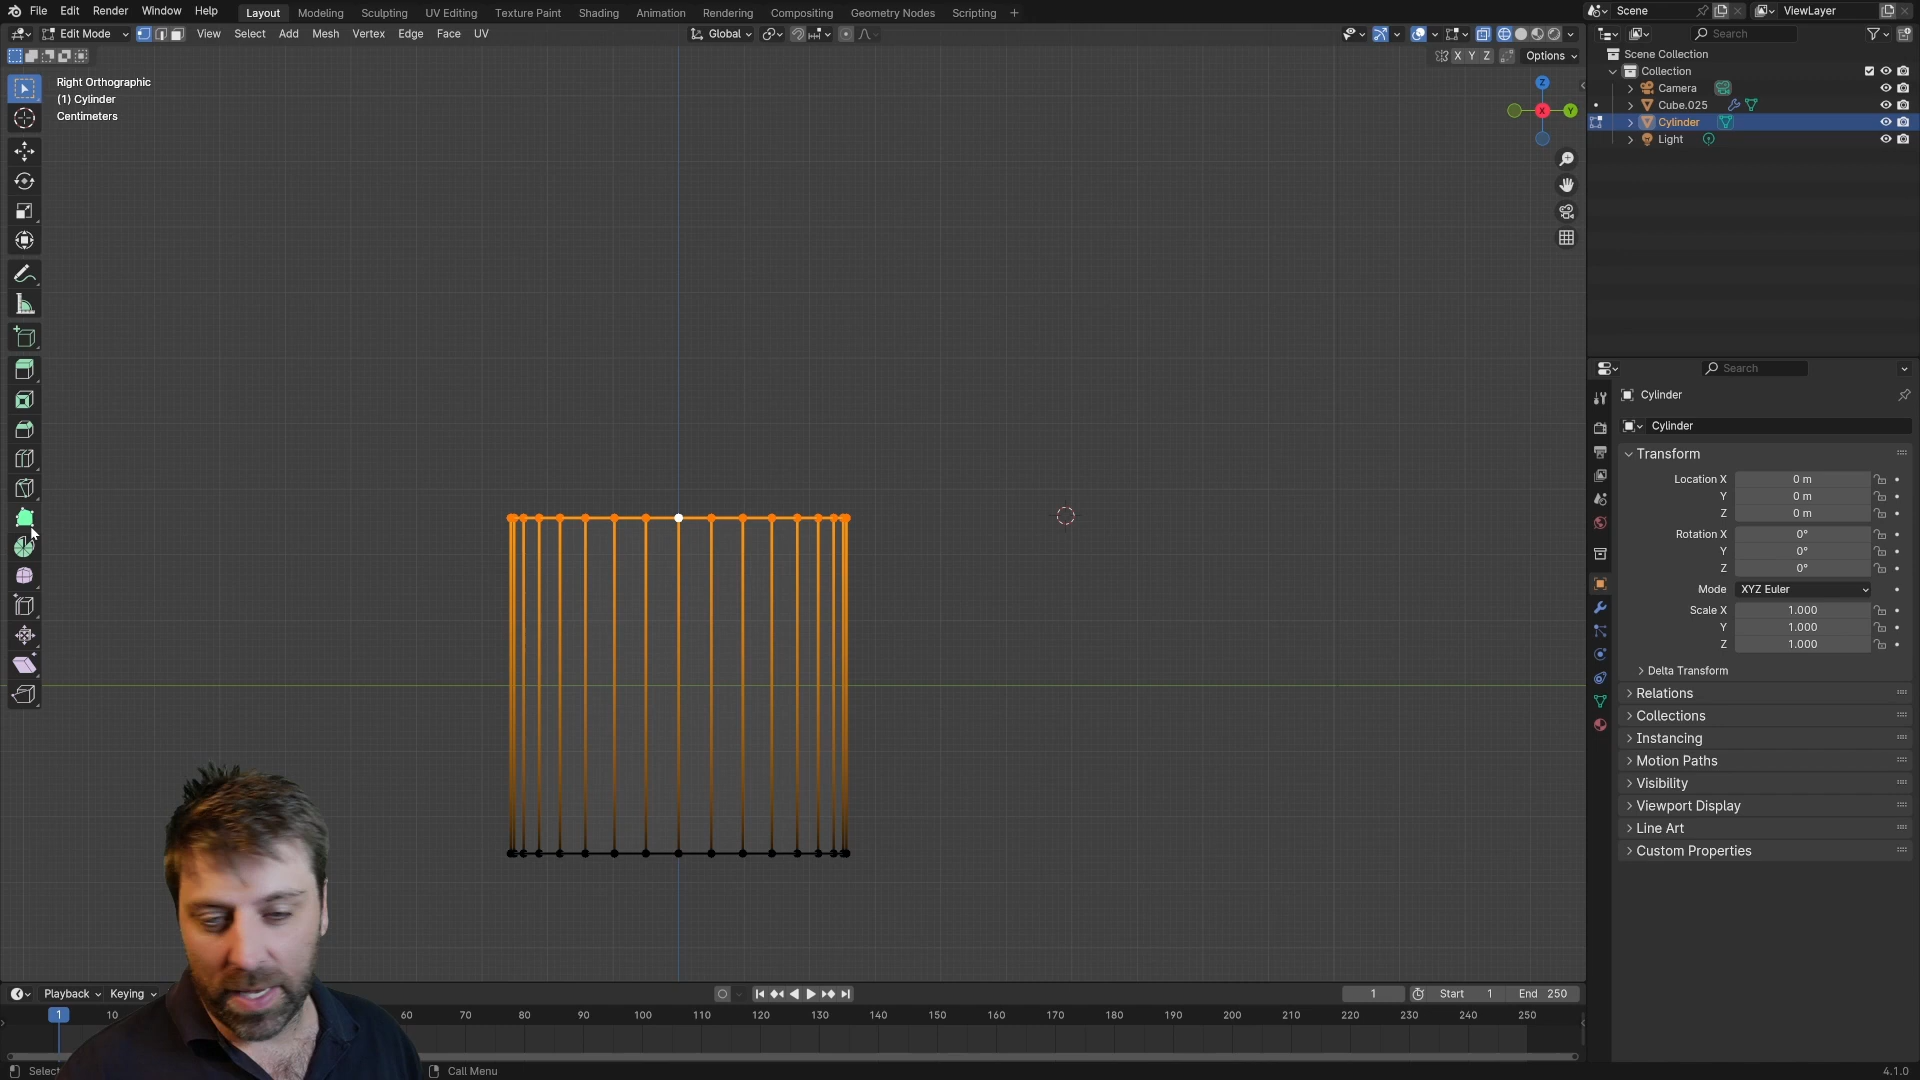 File Edit Render Window Help Layout Modeling Sculpting UV Editing Texture Paint Shading Animation Rendering Compositing Geometry Nodes Scripting + Scene ViewLayer
Edit Mode View Select Add Mesh Vertex Edge Face UV Global Search
X Y Z Options
Scene Collection
Collection
Camera
Cube.025
Cylinder
Light
Right Orthographic
(1) Cylinder
Centimeters
Z
X
Y
Search
Cylinder
Cylinder
Transform
Location X 0 m
Y 0 m
Z 0 m
Rotation X 0°
Y 0°
Z 0°
Mode XYZ Euler
Scale X 1.000
Y 1.000
Z 1.000
Delta Transform
Relations
Collections
Instancing
Motion Paths
Visibility
Viewport Display
Line Art
Custom Properties
Playback Keying 1 Start 1 End 250
1 10 60 70 80 90 100 110 120 130 140 150 160 170 180 190 200 210 220 230 240 250
Select Call Menu 4.1.0